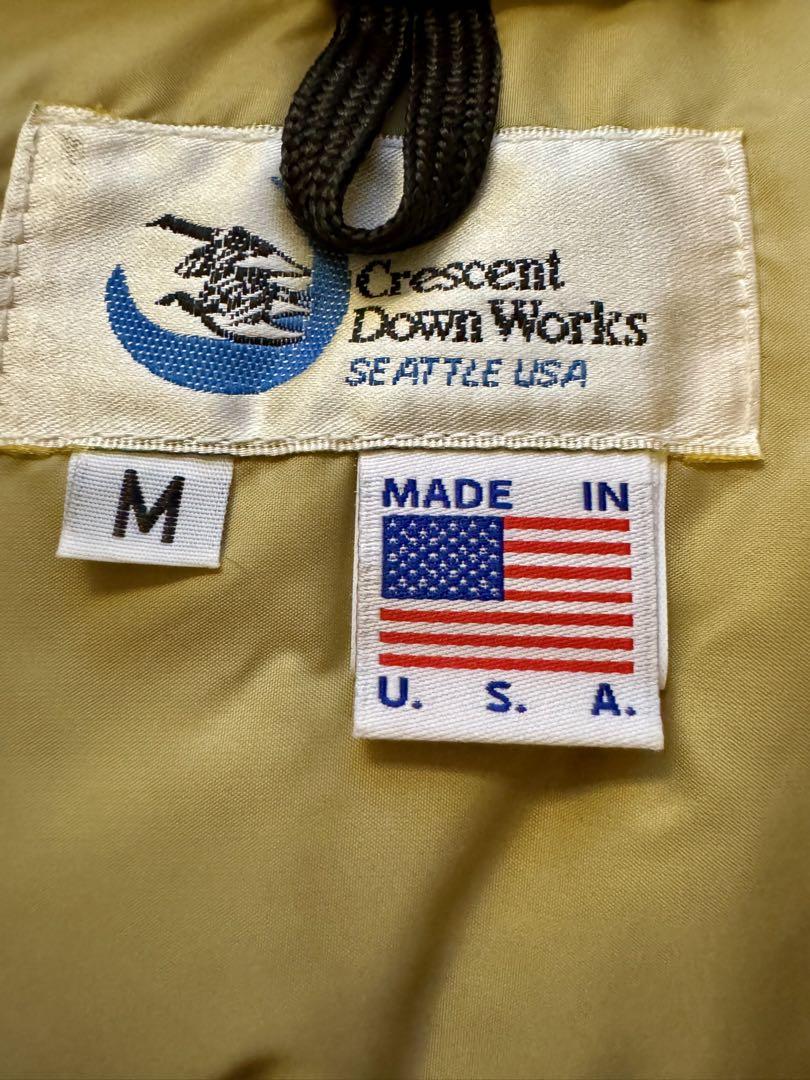 Crescent
Down Works
SEATTLE USA
M
MADE IN
U. S. A.